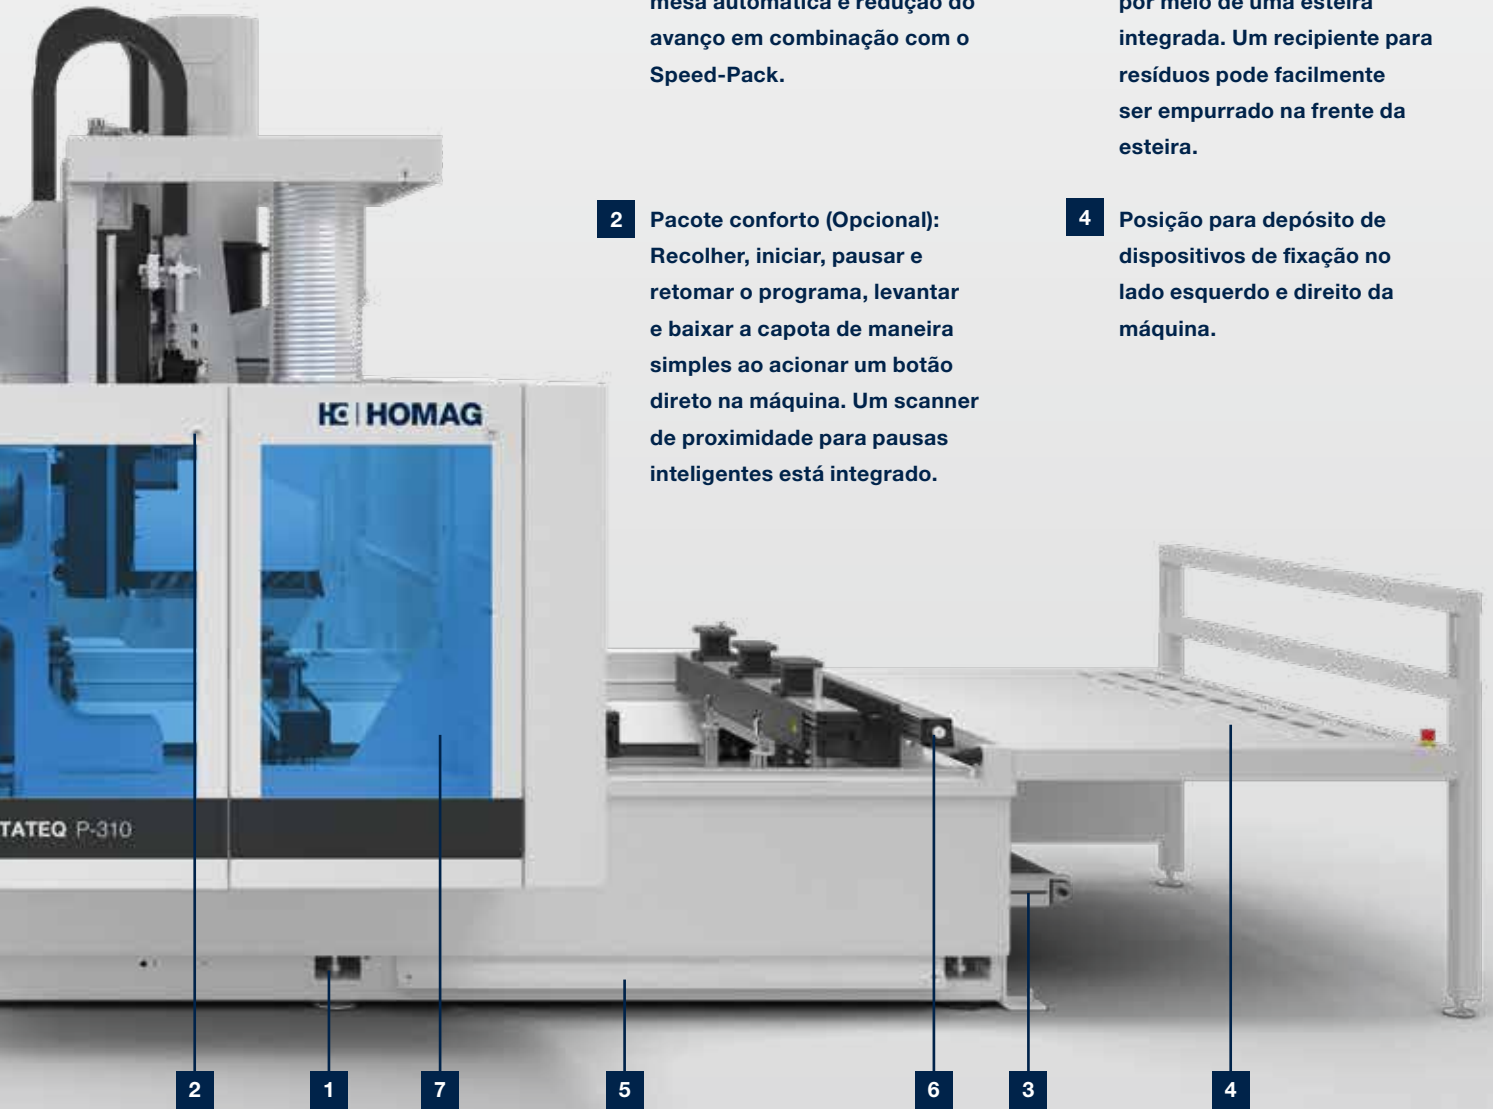 mesa automática e redução do
avanço em combinação com o
Speed-Pack.
2
Pacote conforto (Opcional):
Recolher, iniciar, pausar e
retomar o programa, levantar
e baixar a capota de maneira
simples ao acionar um botão
direto na máquina. Um scanner
de proximidade para pausas
inteligentes está integrado.
por meio de uma esteira
integrada. Um recipiente para
resíduos pode facilmente
ser empurrado na frente da
esteira.
4
Posição para depósito de
dispositivos de fixação no
lado esquerdo e direito da
máquina.
HOMAG
TATEQ P-310
2 1 7 5 6 3 4